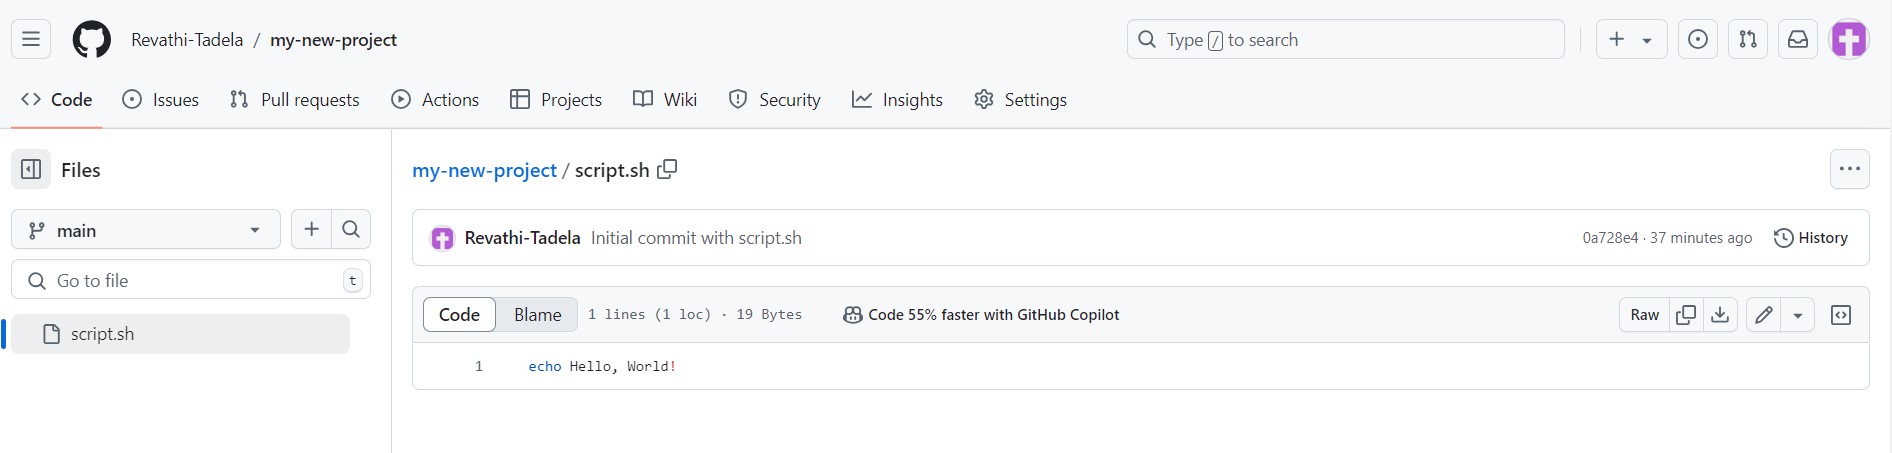 Revathi-Tadela / my-new-project
Type / to search
Code Issues Pull requests Actions Projects Wiki Security Insights Settings
Files
main
Go to file t
script.sh
my-new-project / script.sh
Revathi-Tadela Initial commit with script.sh 0a728e4 · 37 minutes ago History
Code Blame 1 lines (1 loc) · 19 Bytes Code 55% faster with GitHub Copilot Raw
1 echo Hello, World!